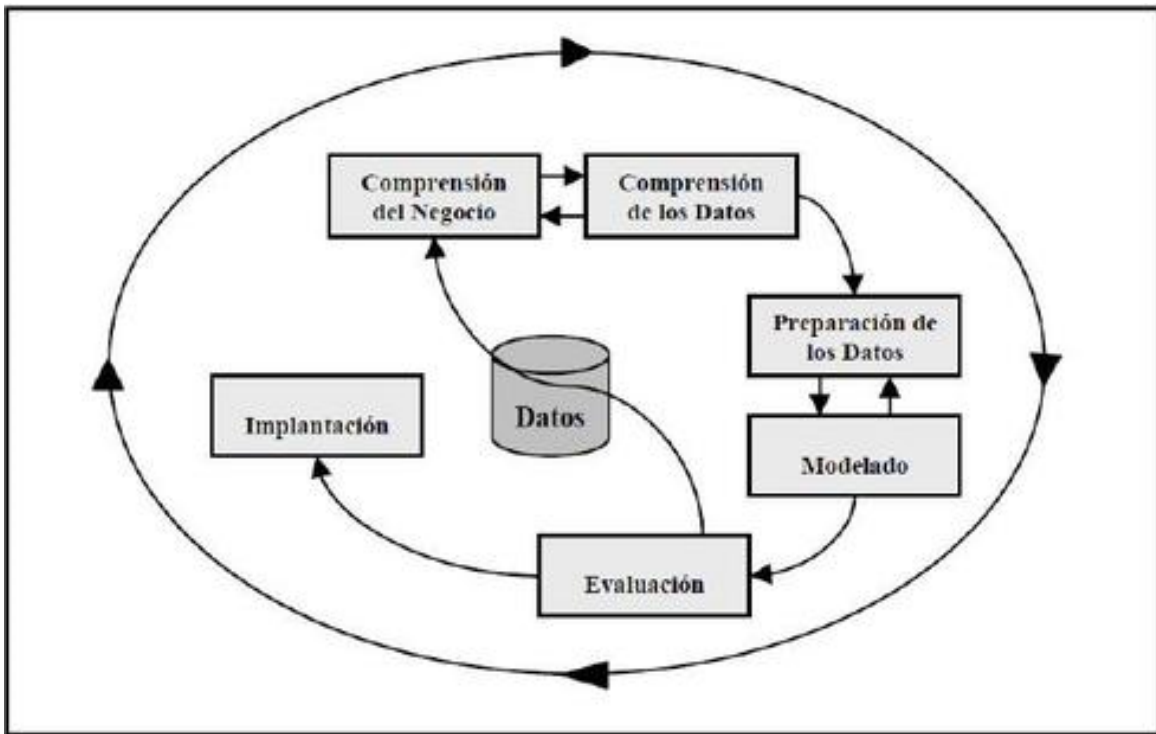 Comprensión
del Negocio
Comprensión
de los Datos
Preparación de
los Datos
Implantación
Datos
Modelado
Evaluación